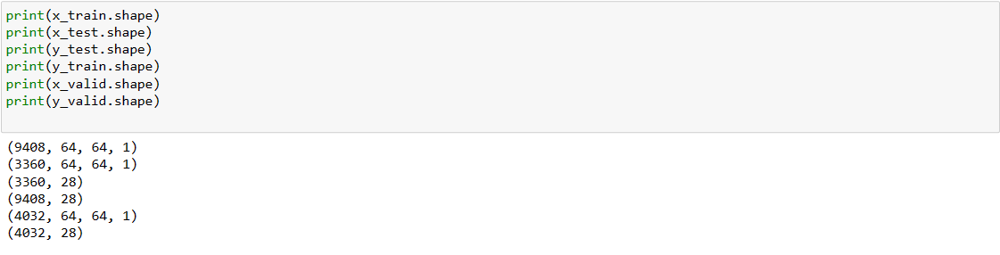 print(x_train.shape)
print(x_test.shape)
print(y_test.shape)
print(y_train.shape)
print(x_valid.shape)
print(y_valid.shape)
(9408, 64, 64, 1)
(3360, 64, 64, 1)
(3360, 28)
(9408, 28)
(4032, 64, 64, 1)
(4032, 28)